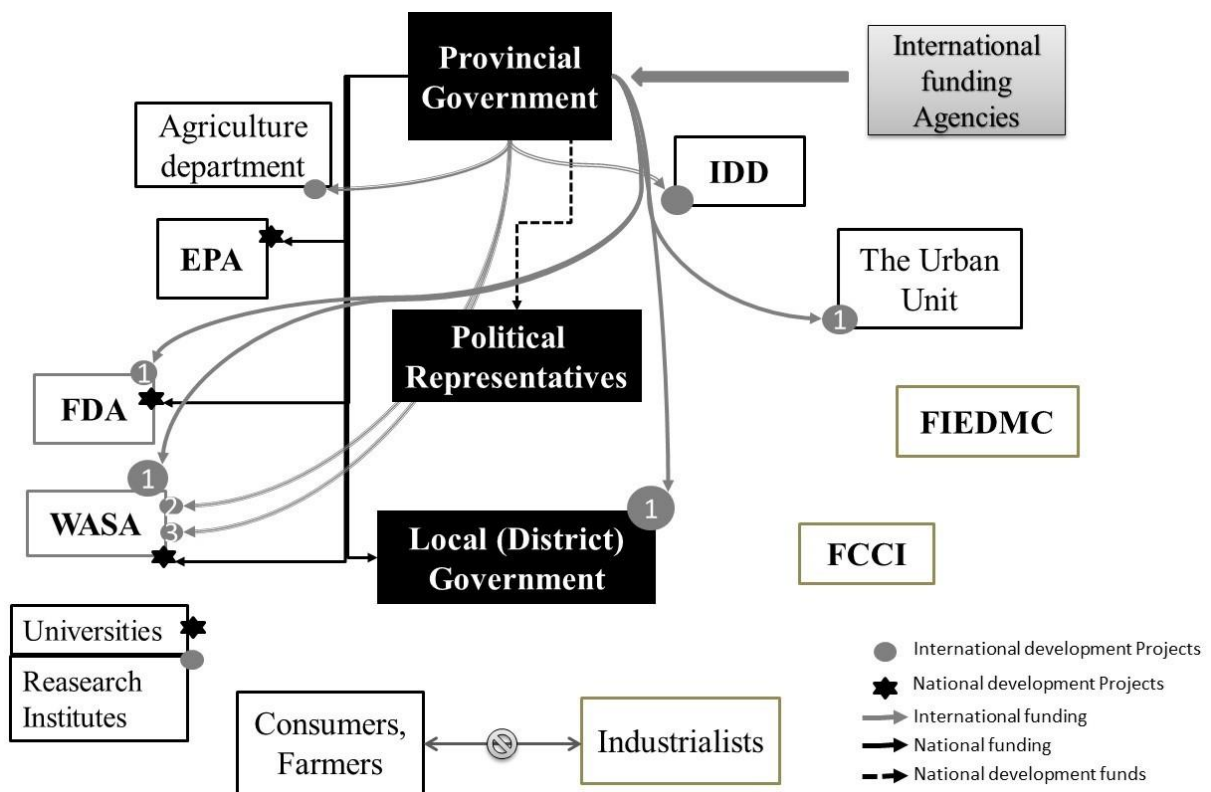 Provincial
Government
International
funding
Agencies
Agriculture
department
IDD
EPA
The Urban
Unit
1
Political
Representatives
1
FDA
FIEDMC
1
WASA
2
3
1
Local (District)
Government
FCCI
Universities
Reasearch
Institutes
International development Projects
National development Projects
International funding
National funding
National development funds
Consumers,
Farmers
Industrialists